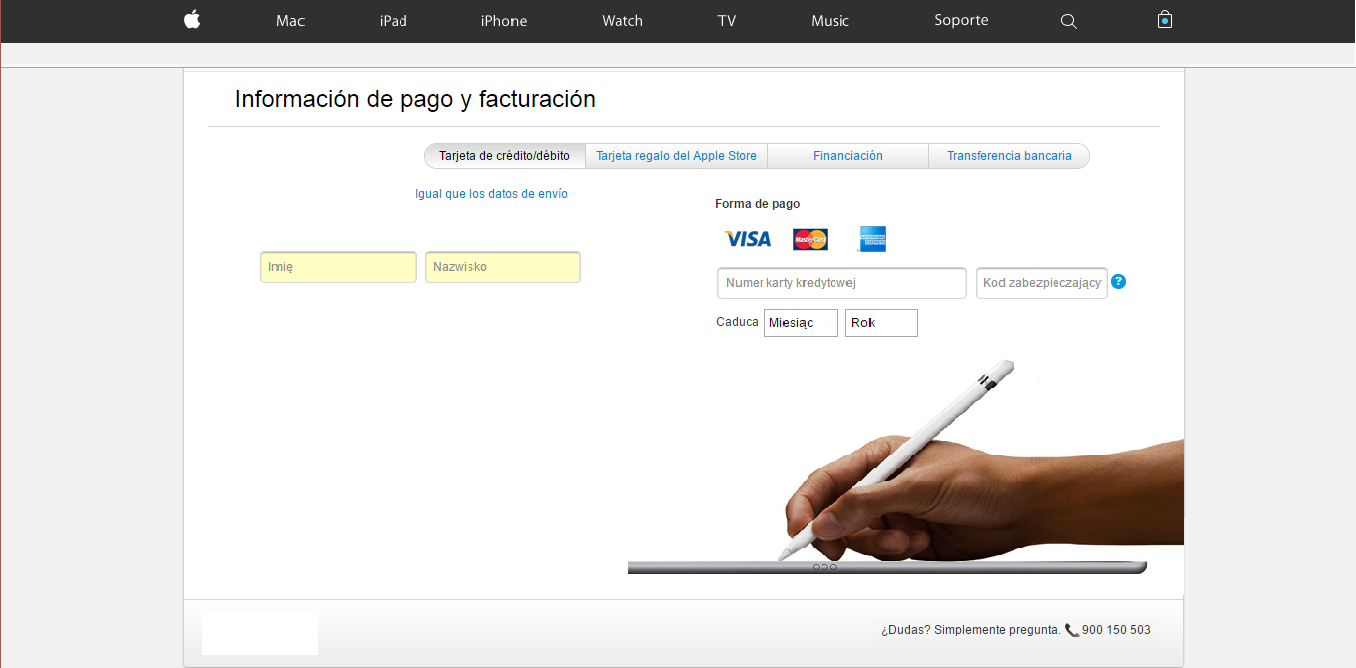 Mac iPad iPhone Watch TV Music Soporte
Información de pago y facturación
Tarjeta de crédito/débito Tarjeta regalo del Apple Store Financiación Transferencia bancaria
Igual que los datos de envío
Forma de pago
VISA MasterCard AMERICAN EXPRESS
Imię Nazwisko
Numer karty kredytowej Kod zabezpieczający ?
Caduca Miesiąc Rok
¿Dudas? Simplemente pregunta. 900 150 503